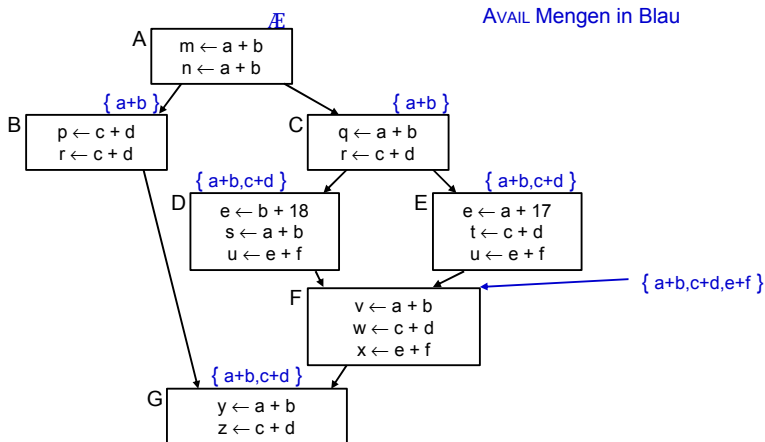 Æ
AVAIL Mengen in Blau
A
m ← a + b
n ← a + b
{ a+b }
{ a+b }
B
p ← c + d
r ← c + d
C
q ← a + b
r ← c + d
{ a+b,c+d }
{ a+b,c+d }
D
e ← b + 18
s ← a + b
u ← e + f
E
e ← a + 17
t ← c + d
u ← e + f
{ a+b,c+d,e+f }
F
v ← a + b
w ← c + d
x ← e + f
{ a+b,c+d }
G
y ← a + b
z ← c + d